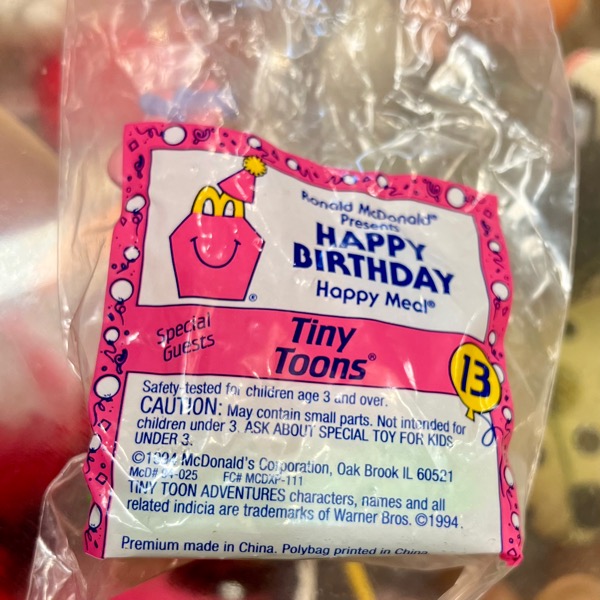 Ronald McDonald®
Presents
HAPPY
BIRTHDAY
Happy Meal®
®
Special
Guests
Tiny
Toons®
13
Safety-tested for children age 3 and over.
CAUTION: May contain small parts. Not intended for
children under 3. ASK ABOUT SPECIAL TOY FOR KIDS
UNDER 3.
©1994 McDonald's Corporation, Oak Brook IL 60521
McD# 94-025 FC# MCDXP-111
TINY TOON ADVENTURES characters, names and all
related indicia are trademarks of Warner Bros. ©1994.
Premium made in China. Polybag printed in China.